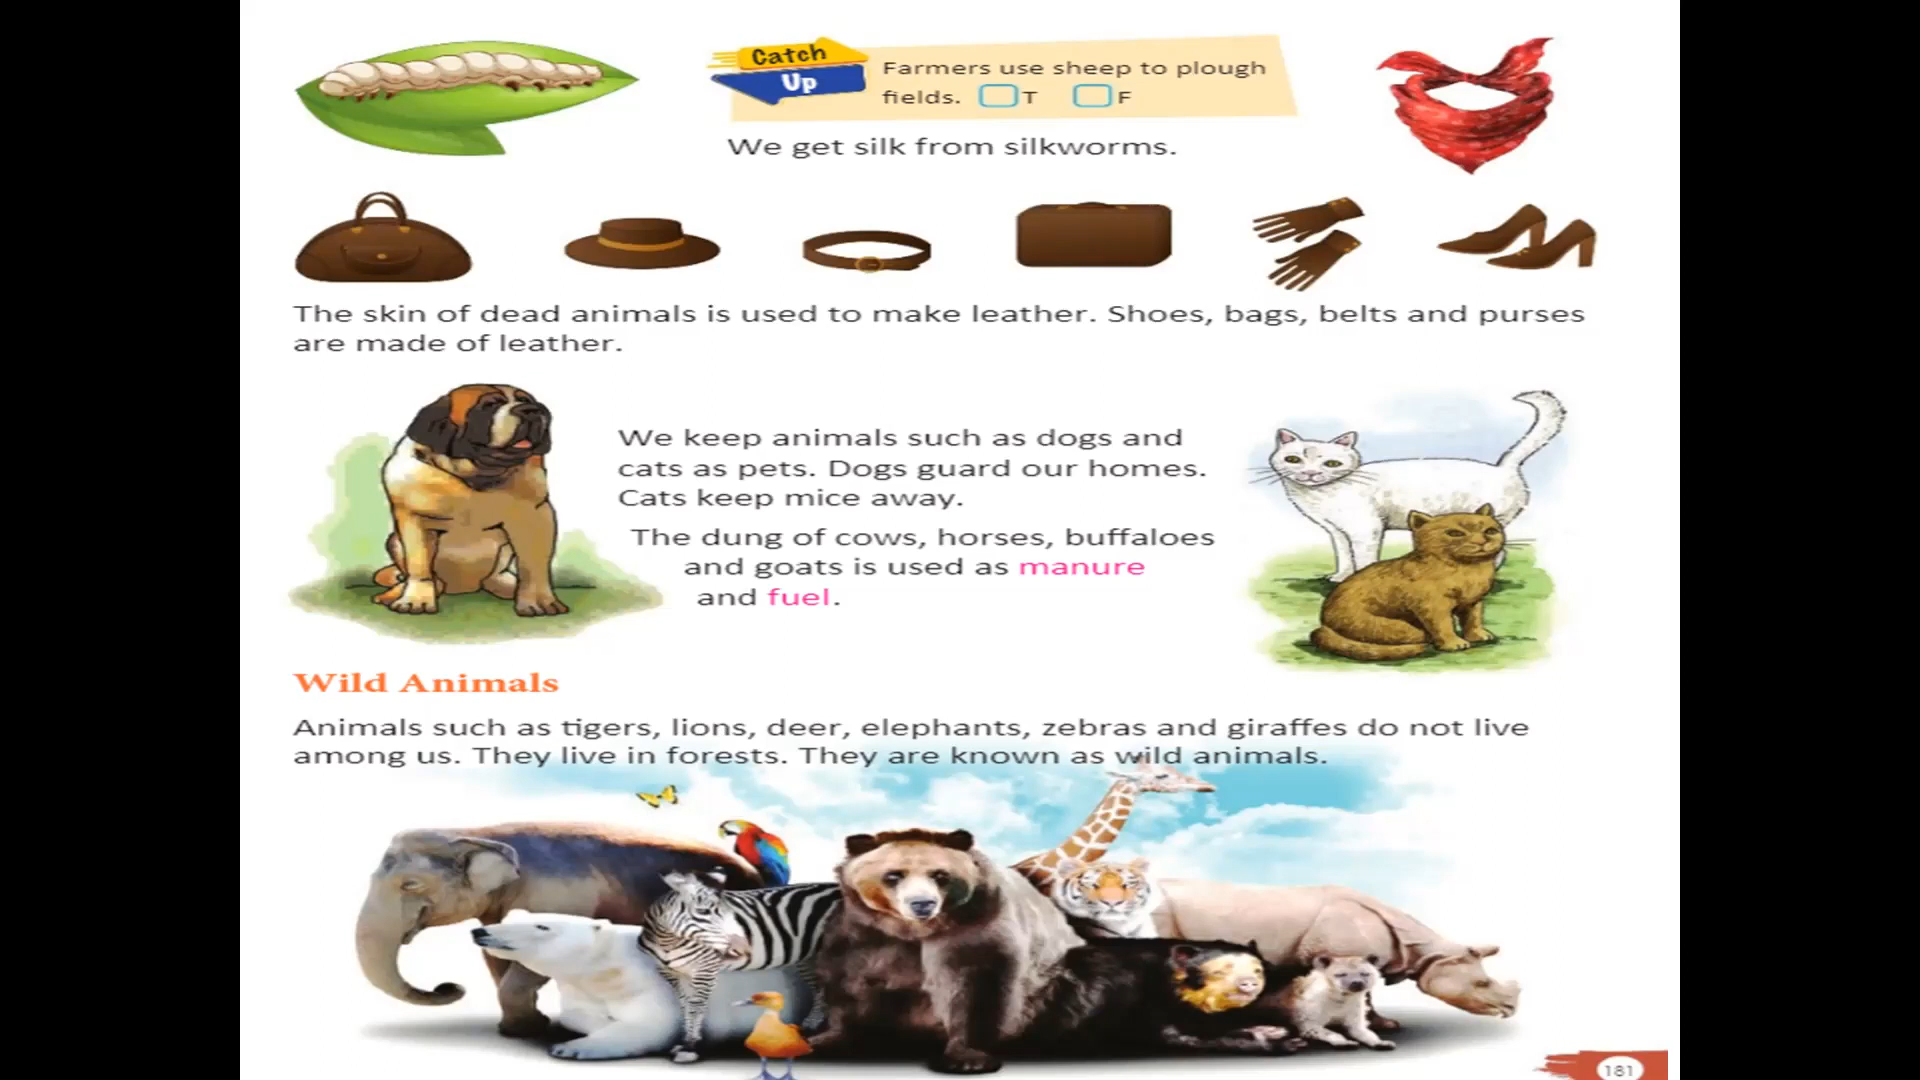 Catch
Up
Farmers use sheep to plough
fields. T F
We get silk from silkworms.
The skin of dead animals is used to make leather. Shoes, bags, belts and purses
are made of leather.
We keep animals such as dogs and
cats as pets. Dogs guard our homes.
Cats keep mice away.
The dung of cows, horses, buffaloes
and goats is used as manure
and fuel.
Wild Animals
Animals such as tigers, lions, deer, elephants, zebras and giraffes do not live
among us. They live in forests. They are known as wild animals.
181